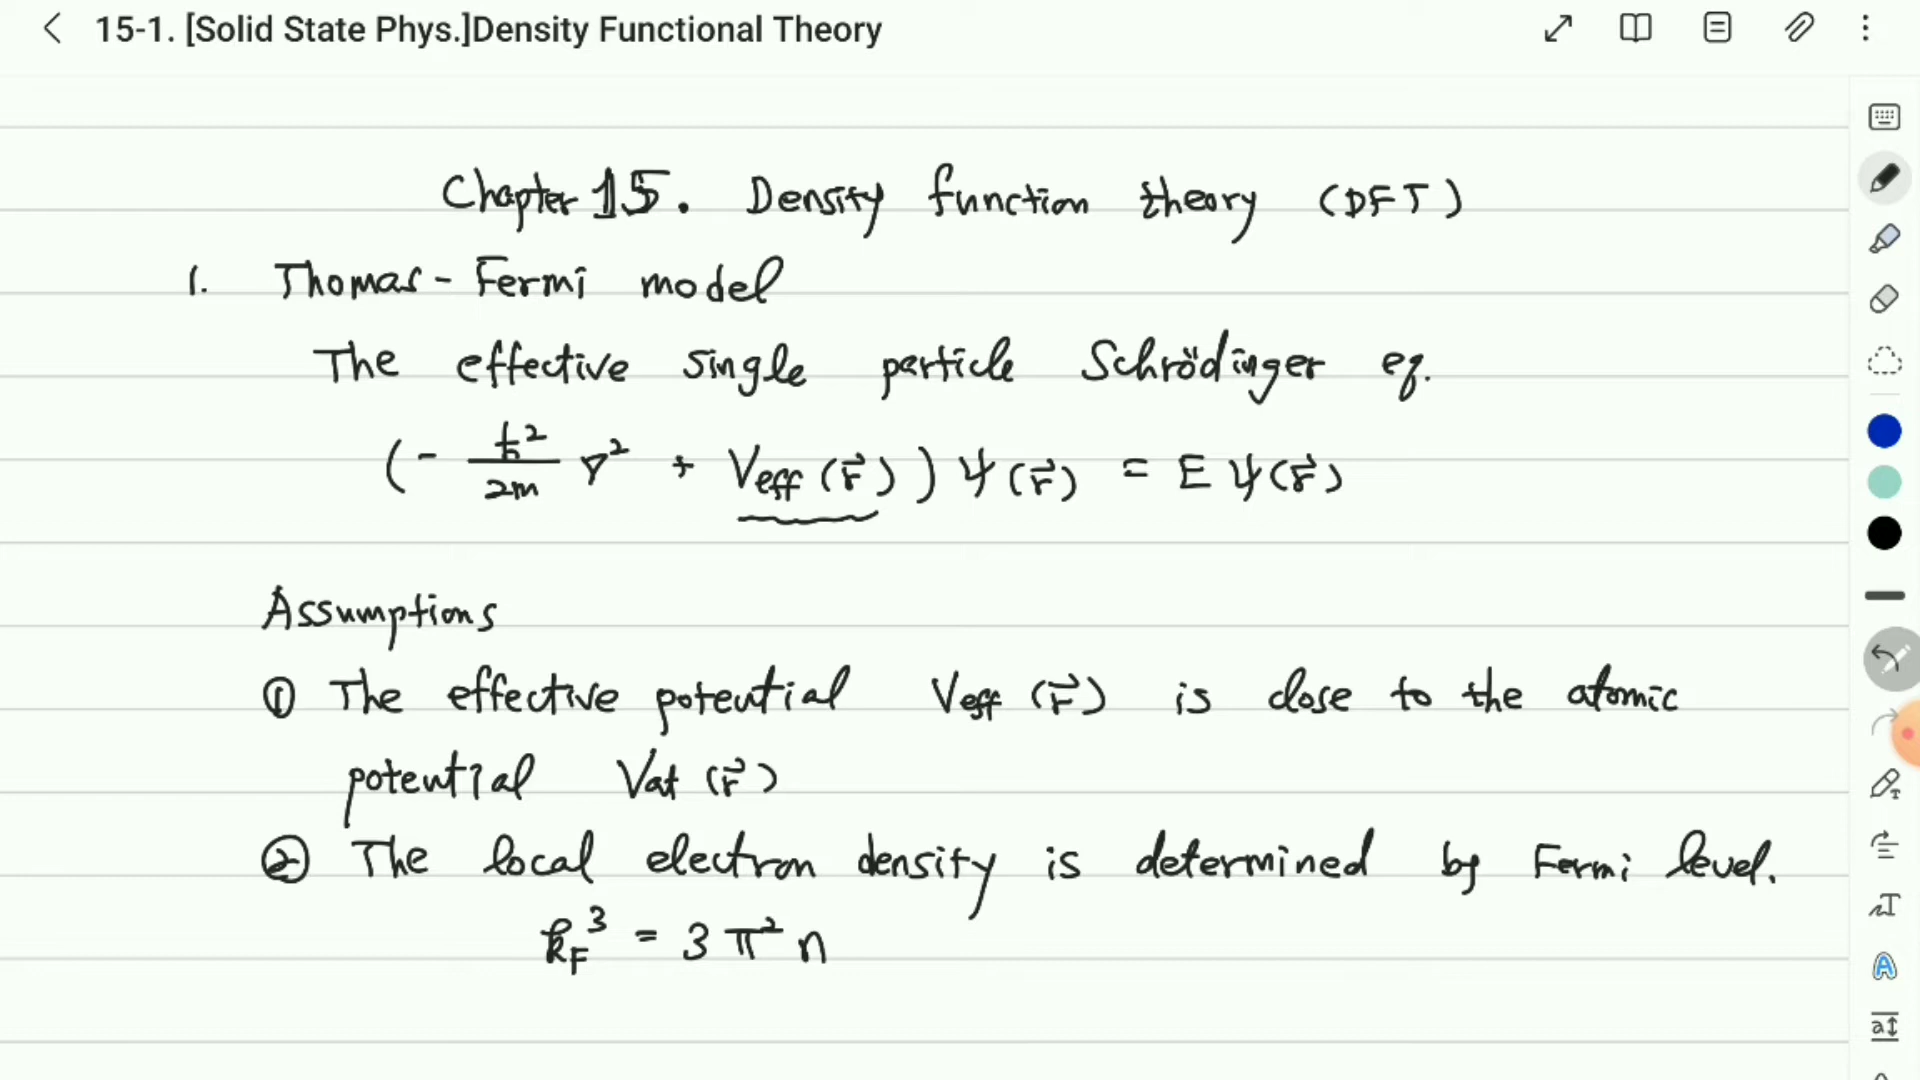 15-1. [Solid State Phys.]Density Functional Theory
Chapter 15. Density function theory (DFT)
1. Thomas-Fermi model
The effective single particle Schrödinger eq.
(- ℏ²/2m ∇² + Veff(r⃗)) ψ(r⃗) = E ψ(r⃗)
Assumptions
① The effective potential Veff (r⃗) is close to the atomic
potential Vat (r⃗)
② The local electron density is determined by Fermi level.
k_F³ = 3π²n